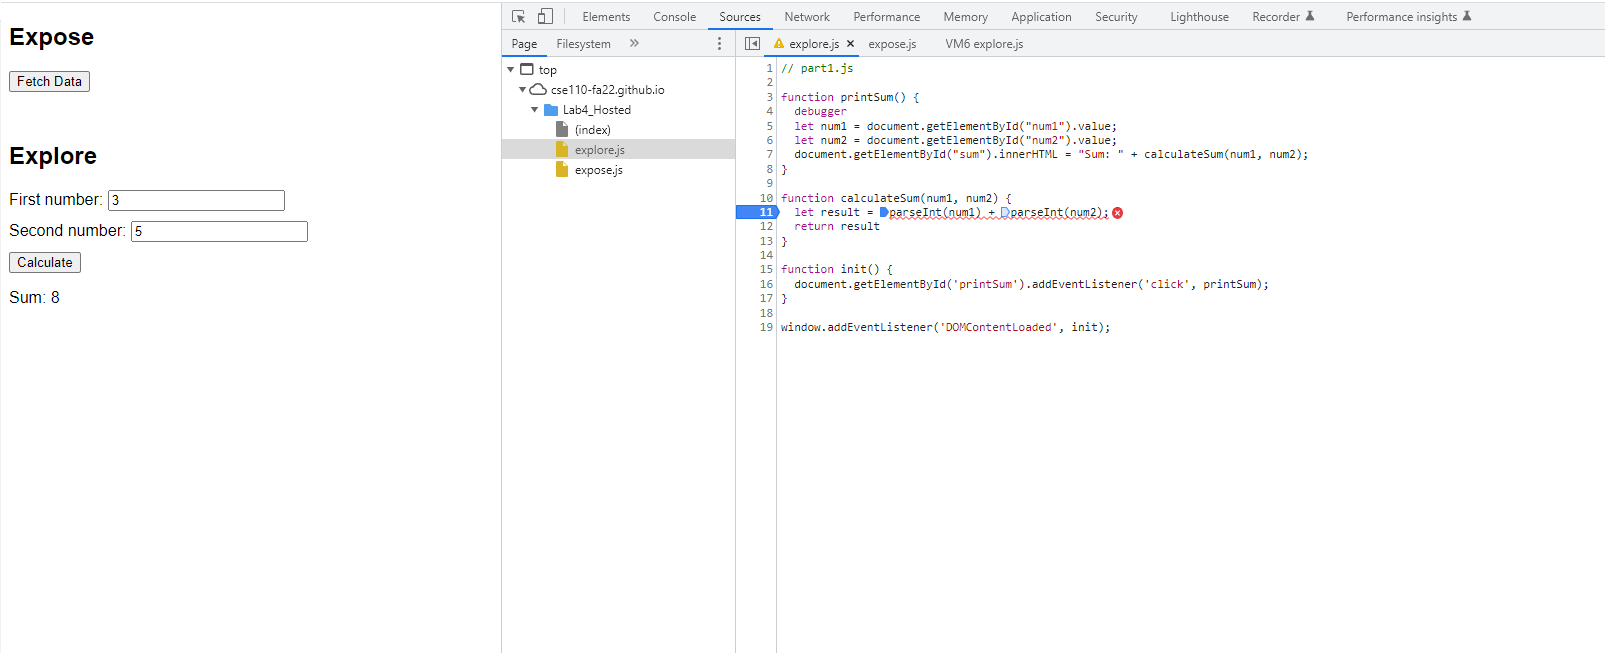 Expose
Fetch Data
Explore
First number: 3
Second number: 5
Calculate
Sum: 8
Elements Console Sources Network Performance Memory Application Security Lighthouse Recorder Performance insights
Page Filesystem »
explore.js × expose.js VM6 explore.js
top
cse110-fa22.github.io
Lab4_Hosted
(index)
explore.js
expose.js
1 // part1.js
2
3 function printSum() {
4   debugger
5   let num1 = document.getElementById("num1").value;
6   let num2 = document.getElementById("num2").value;
7   document.getElementById("sum").innerHTML = "Sum: " + calculateSum(num1, num2);
8 }
9
10 function calculateSum(num1, num2) {
11   let result = parseInt(num1) + parseInt(num2);
12   return result
13 }
14
15 function init() {
16   document.getElementById('printSum').addEventListener('click', printSum);
17 }
18
19 window.addEventListener('DOMContentLoaded', init);